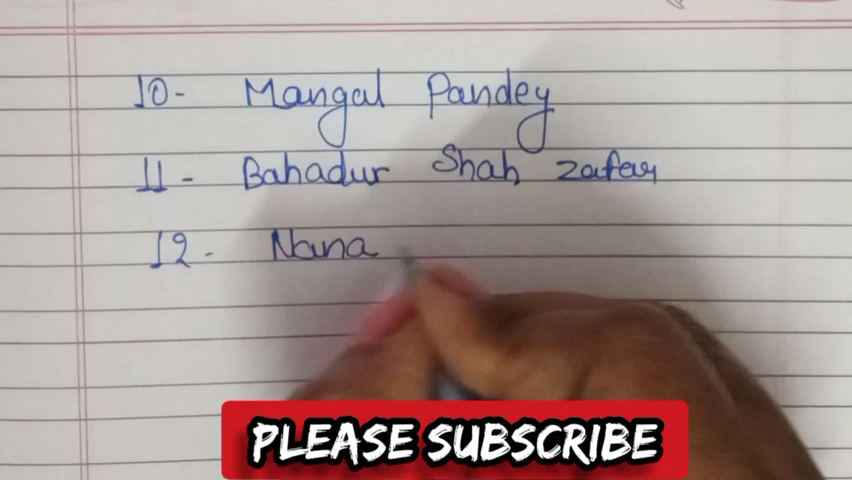 10- Mangal Pandey
11- Bahadur Shah Zafar
12- Nana
PLEASE SUBSCRIBE